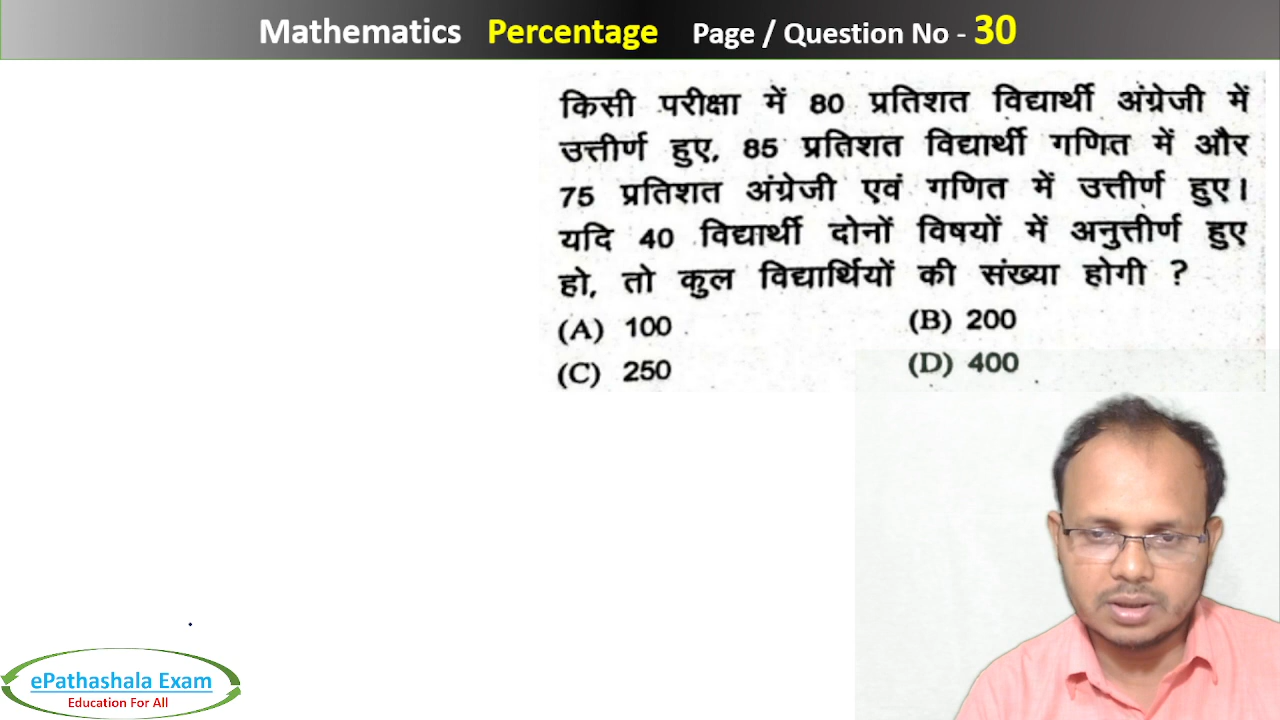 Mathematics Percentage Page / Question No - 30
किसी परीक्षा में 80 प्रतिशत विद्यार्थी अंग्रेजी में
उत्तीर्ण हुए, 85 प्रतिशत विद्यार्थी गणित में और
75 प्रतिशत अंग्रेजी एवं गणित में उत्तीर्ण हुए।
यदि 40 विद्यार्थी दोनों विषयों में अनुत्तीर्ण हुए
हो, तो कुल विद्यार्थियों की संख्या होगी ?
(A) 100 (B) 200
(C) 250 (D) 400
ePathashala Exam
Education For All